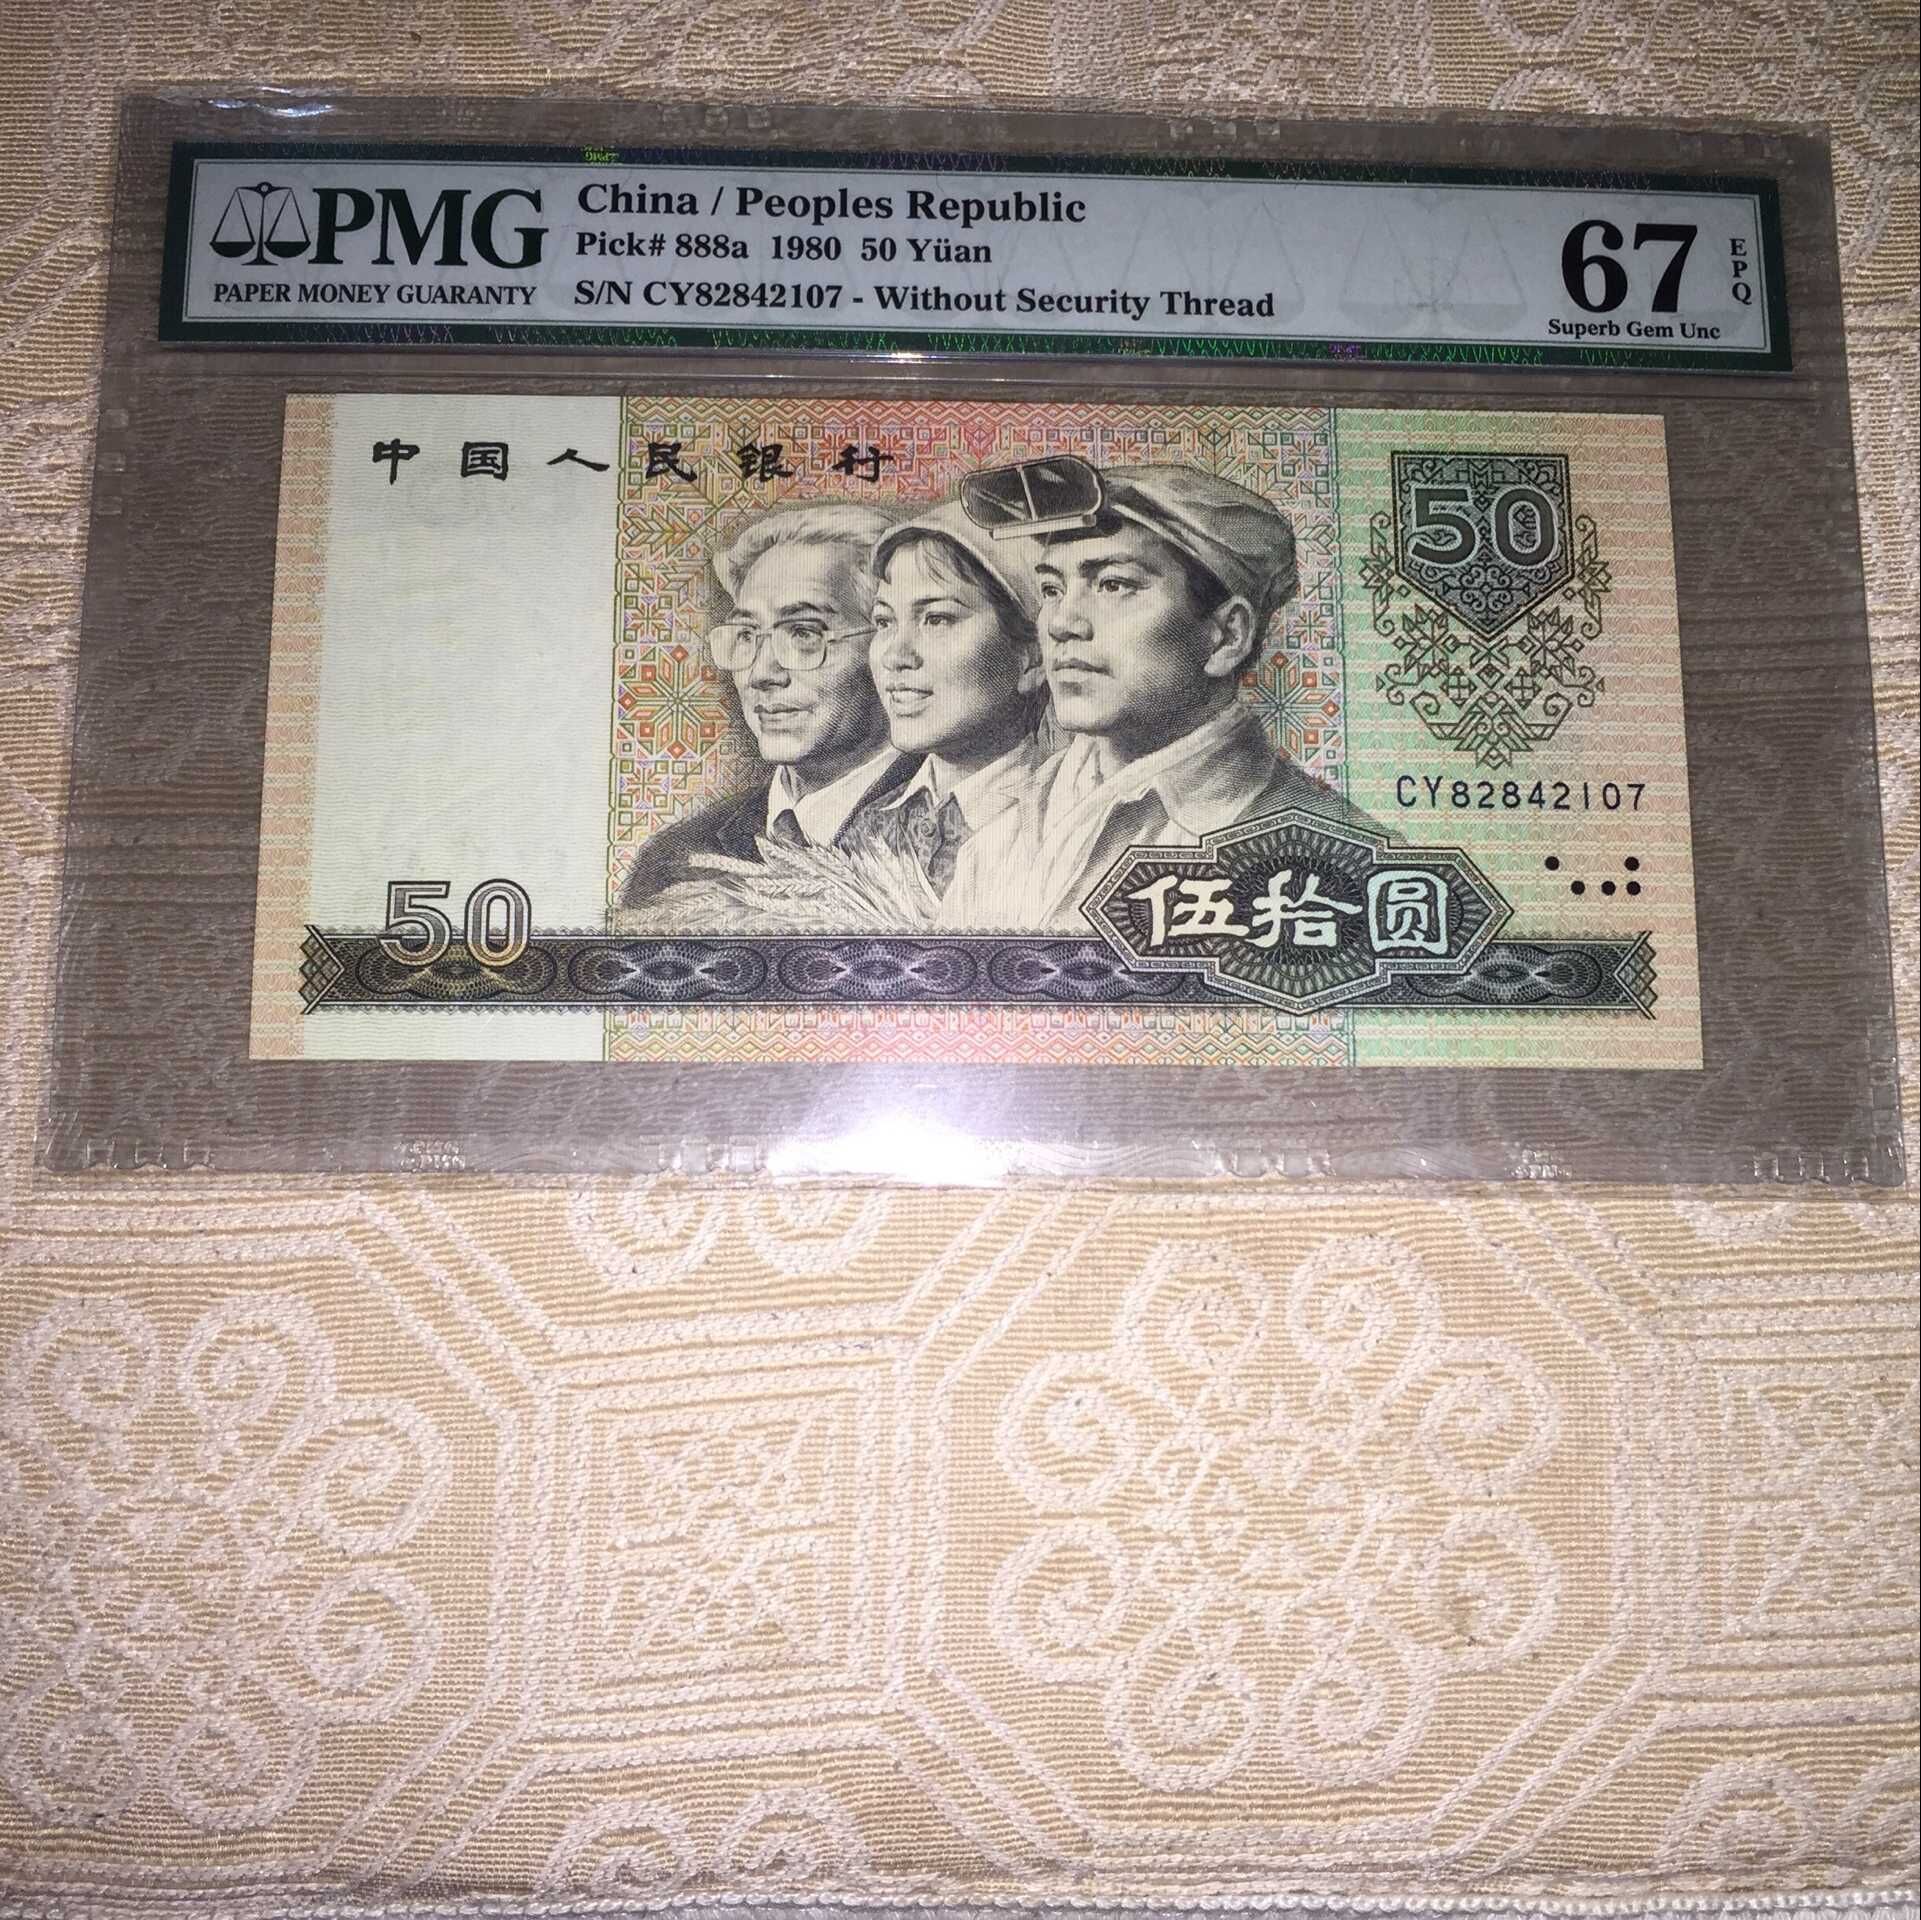 PMG
PAPER MONEY GUARANTY
China / Peoples Republic
Pick# 888a 1980 50 Yüan
S/N CY82842107 - Without Security Thread
67
EPQ
Superb Gem Unc
中国人民银行
50
CY82842107
50
伍拾圆